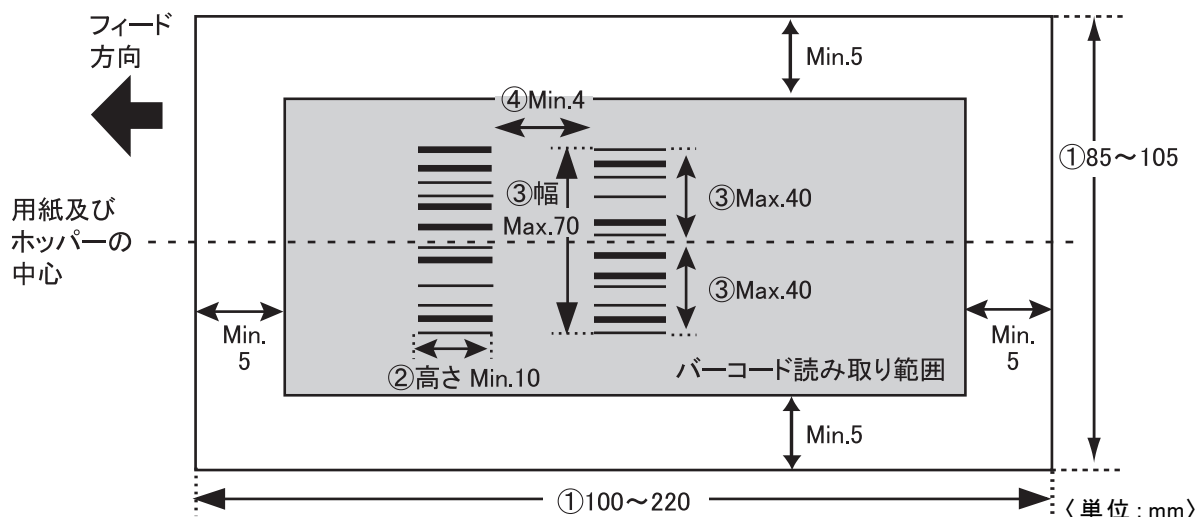 フィード
方向
Min.5
④Min.4
①85～105
③幅
Max.70
③Max.40
用紙及び
ホッパーの
中心
③Max.40
Min.
5
Min.
5
②高さ Min.10
バーコード読み取り範囲
Min.5
①100～220
〈単位:mm〉